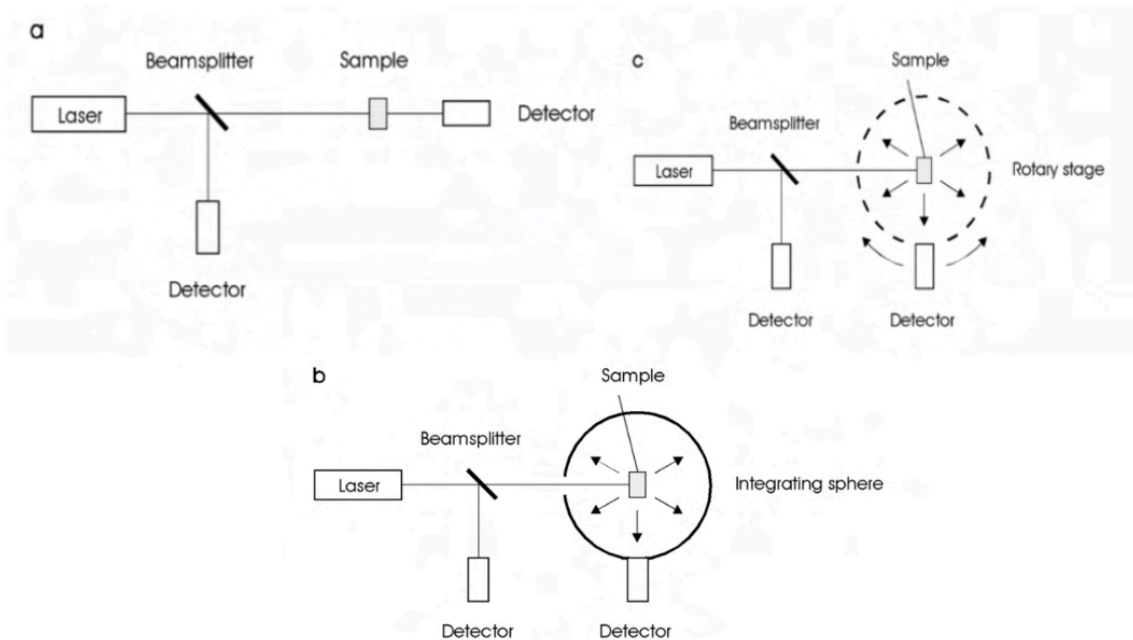 a
Beamsplitter
Sample
Laser
Detector
Detector
c
Sample
Beamsplitter
Laser
Rotary stage
Detector
Detector
b
Sample
Beamsplitter
Laser
Integrating sphere
Detector
Detector